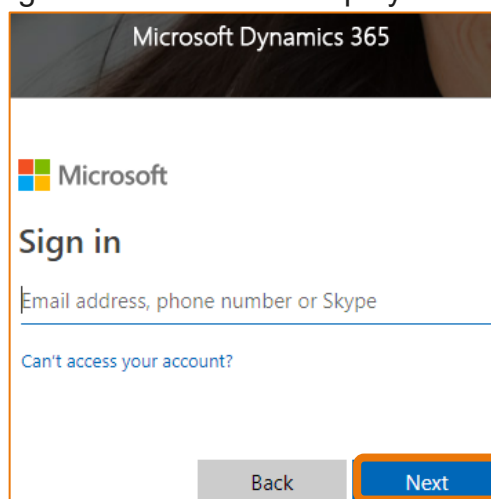 Microsoft Dynamics 365
Microsoft
Sign in
Email address, phone number or Skype
Can't access your account?
Back Next